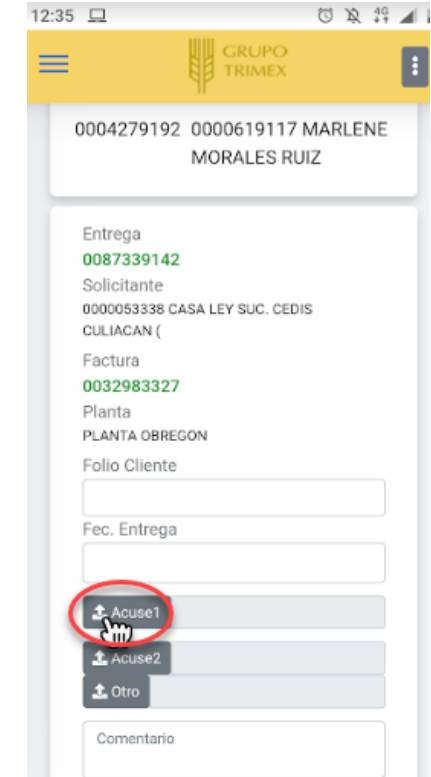 12:35 4G
GRUPO
TRIMEX
0004279192 0000619117 MARLENE
MORALES RUIZ
Entrega
0087339142
Solicitante
0000053338 CASA LEY SUC. CEDIS
CULIACAN (
Factura
0032983327
Planta
PLANTA OBREGON
Folio Cliente
Fec. Entrega
Acuse1
Acuse2
Otro
Comentario